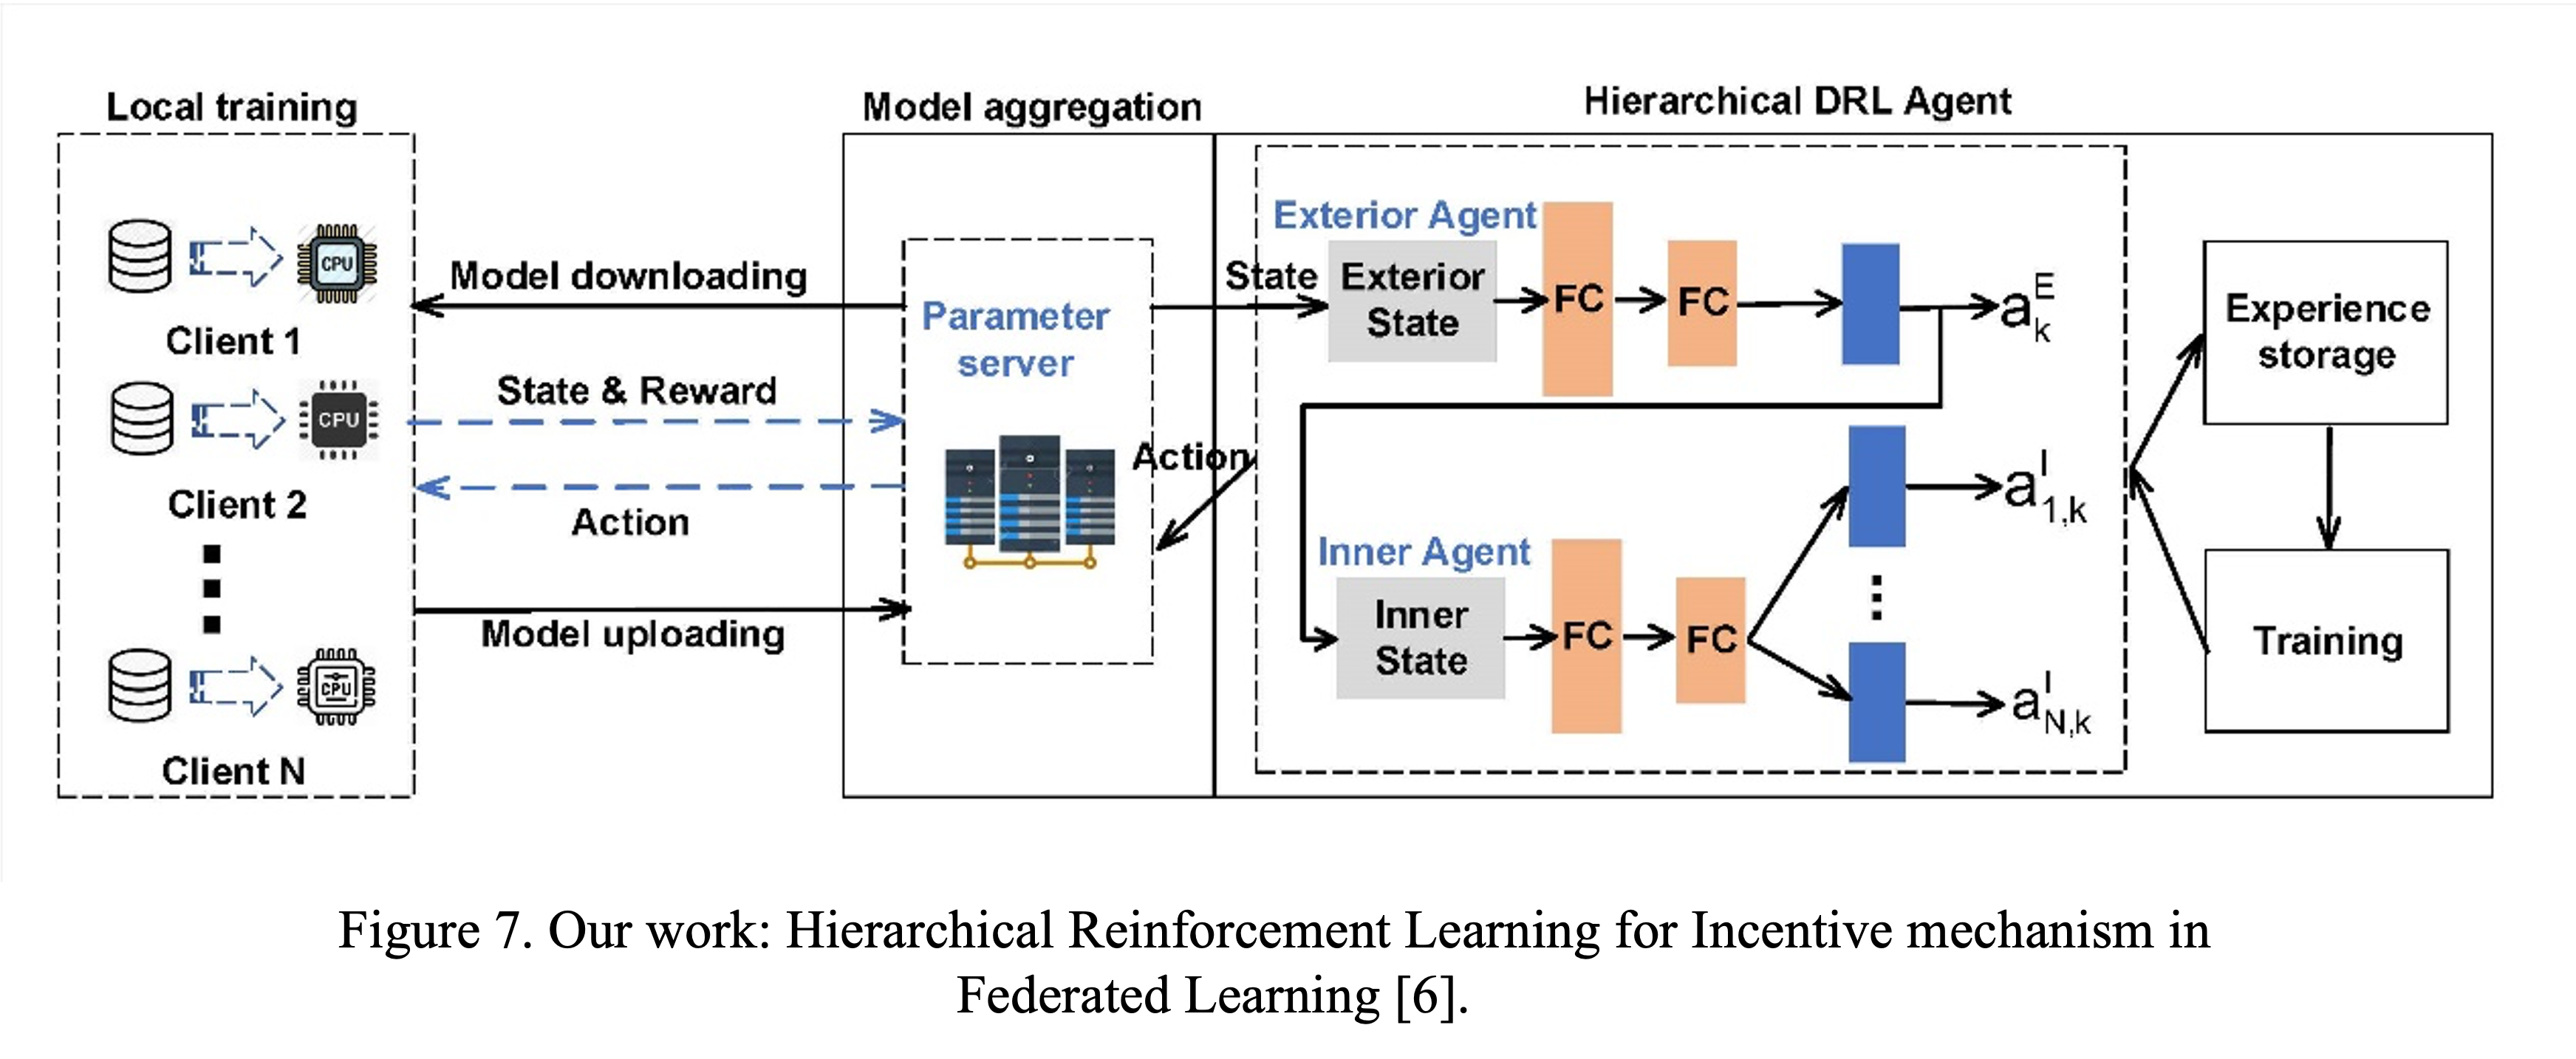 Local training
Model aggregation
Hierarchical DRL Agent
CPU
Client 1
CPU
Client 2
CPU
Client N
Model downloading
State & Reward
Action
Model uploading
Parameter
server
State
Action
Exterior Agent
Exterior
State
FC
FC
a_k^E
Inner Agent
Inner
State
FC
FC
a_{1,k}^I
a_{N,k}^I
Experience
storage
Training
Figure 7. Our work: Hierarchical Reinforcement Learning for Incentive mechanism in
Federated Learning [6].